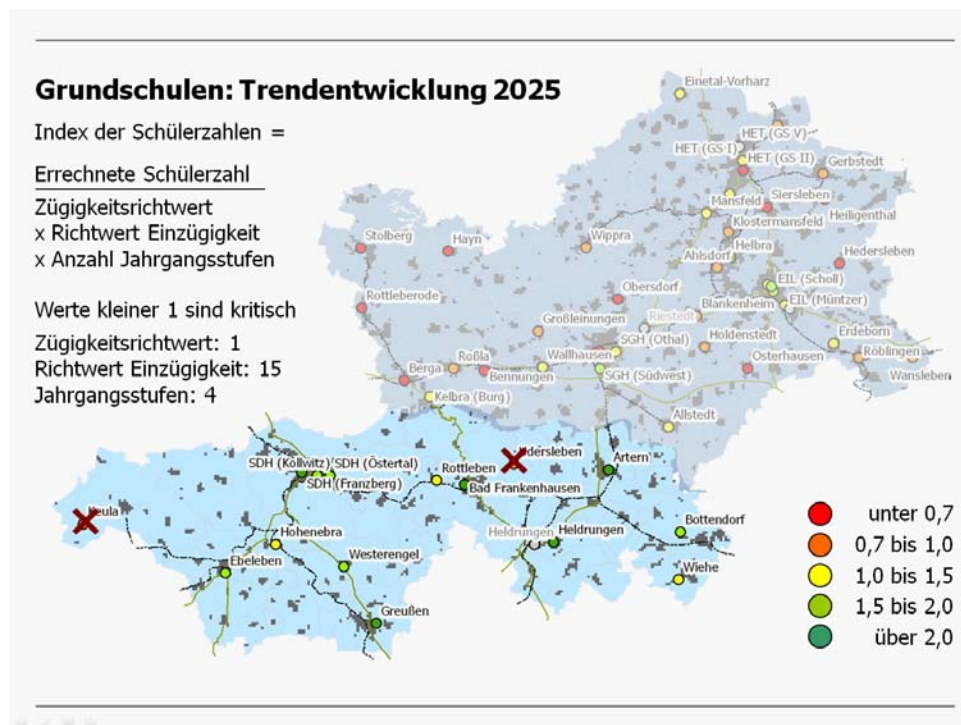 Grundschulen: Trendentwicklung 2025
Index der Schülerzahlen =
Errechnete Schülerzahl
Zügigkeitsrichtwert
x Richtwert Einzügigkeit
x Anzahl Jahrgangsstufen
Werte kleiner 1 sind kritisch
Zügigkeitsrichtwert: 1
Richtwert Einzügigkeit: 15
Jahrgangsstufen: 4
Einetal-Vorharz
HET (GS V)
HET (GS I)
HET (GS II)
Gerbstedt
Siersleben
Mansfeld
Heiligenthal
Klostermansfeld
Stolberg
Hayn
Wippra
Helbra
Hedersleben
Ahlsdorf
EIL (Scholl)
Obersdorf
Rottleberode
Blankenheim
EIL (Müntzer)
Riestedt
Großleinungen
Erdeborn
SGH (Othal)
Holdenstedt
Röblingen
Roßla
Wallhausen
Berga
Bennungen
Osterhausen
Wansleben
SGH (Südwest)
Kelbra (Burg)
Allstedt
SDH (Kollwitz)
SDH (Östertal)
Rottleben
Artern
SDH (Franzberg)
Bad Frankenhausen
Hohenebra
Heldrungen
Heldrungen
Bottendorf
Ebeleben
Westerengel
Wiehe
Greußen
unter 0,7
0,7 bis 1,0
1,0 bis 1,5
1,5 bis 2,0
über 2,0